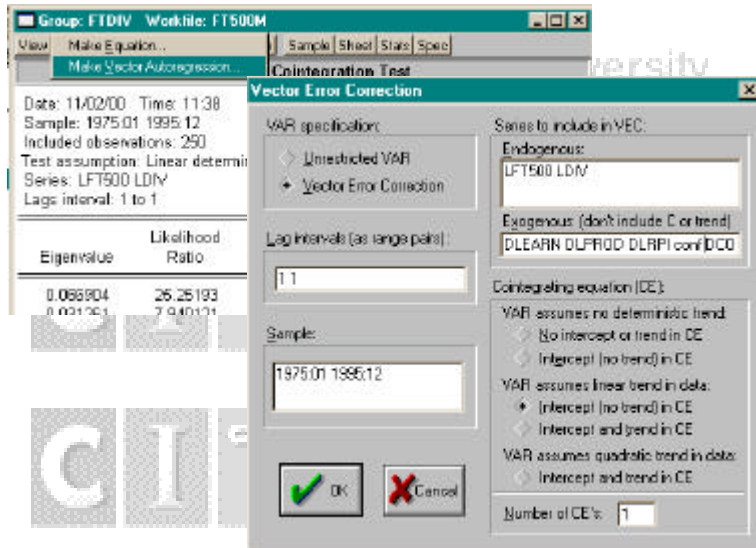 Group: FTDIV Workfile: FT500M
View Make Equation... Sample Sheet Stats Spec
Make Vector Autoregression...
Cointegration Test
Date: 11/02/00 Time: 11:38
Sample: 1975:01 1995:12
Included observations: 250
Test assumption: Linear determin
Series: LFT500 LDIV
Lags interval: 1 to 1
Likelihood
Eigenvalue Ratio
0.066904 26.25193
0.031261 7.940131
versity
Vector Error Correction
VAR specification:
Unrestricted VAR
Vector Error Correction
Lag intervals (as range pairs):
1 1
Sample:
1975:01 1995:12
OK
Cancel
Series to include in VEC:
Endogenous:
LFT500 LDIV
Exogenous (don't include C or trend)
DLEARN DLPROD DLRPI conf DCO
Cointegrating equation (CE):
VAR assumes no deterministic trend:
No intercept or trend in CE
Intercept (no trend) in CE
VAR assumes linear trend in data:
Intercept (no trend) in CE
Intercept and trend in CE
VAR assumes quadratic trend in data:
Intercept and trend in CE
Number of CE's: 1
C I